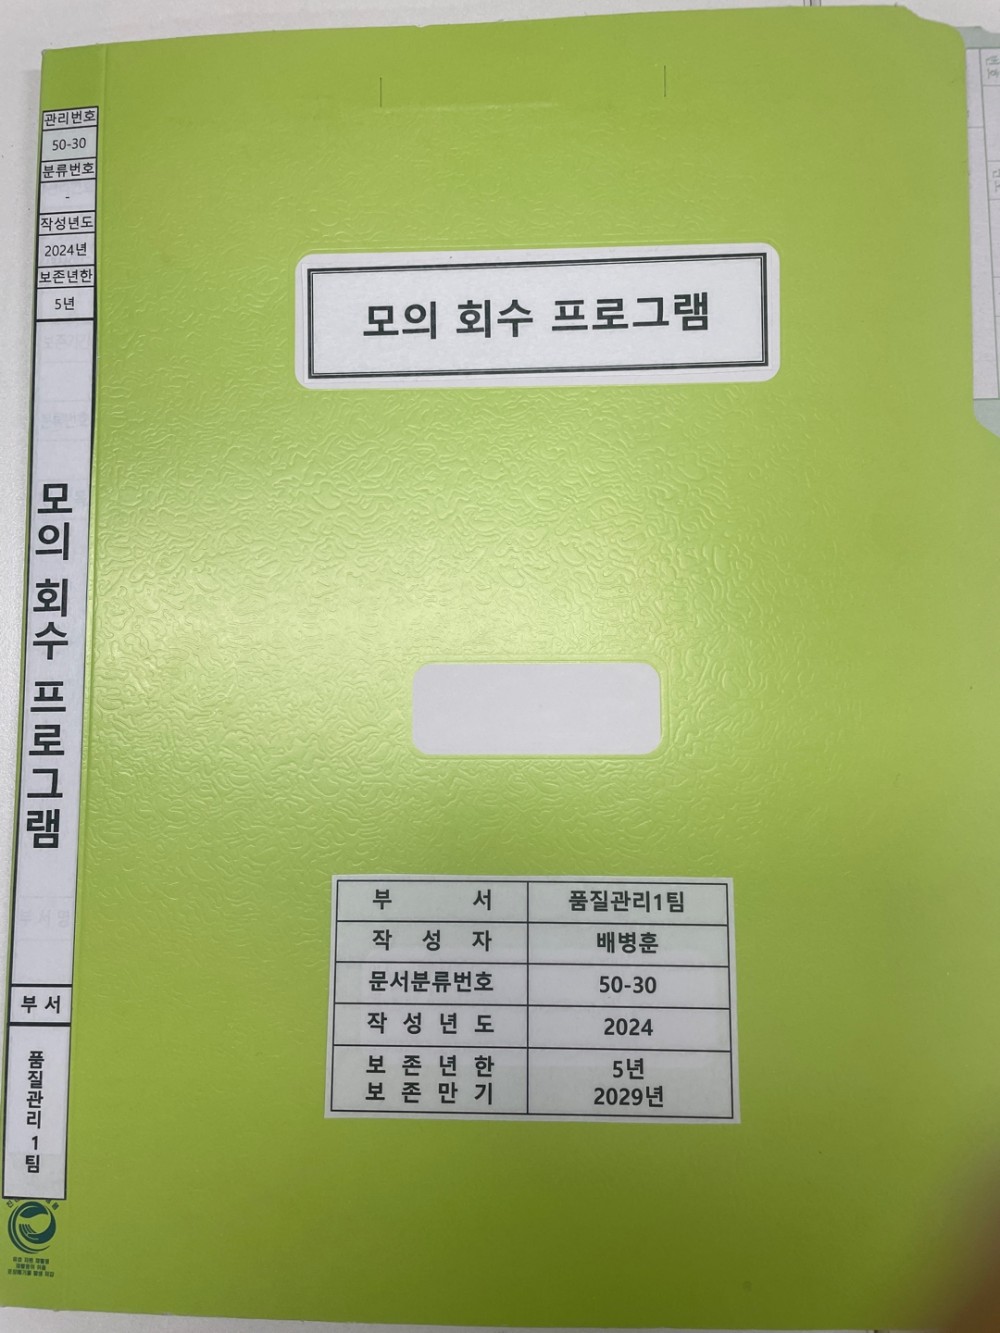 관리번호
50-30
분류번호
-
작성년도
2024년
보존년한
5년
모의 회수 프로그램
부 서
품질관리1팀
모의 회수 프로그램
부 서 품질관리1팀
작 성 자 배병훈
문서분류번호 50-30
작 성 년 도 2024
보 존 년 한 5년
보 존 만 기 2029년